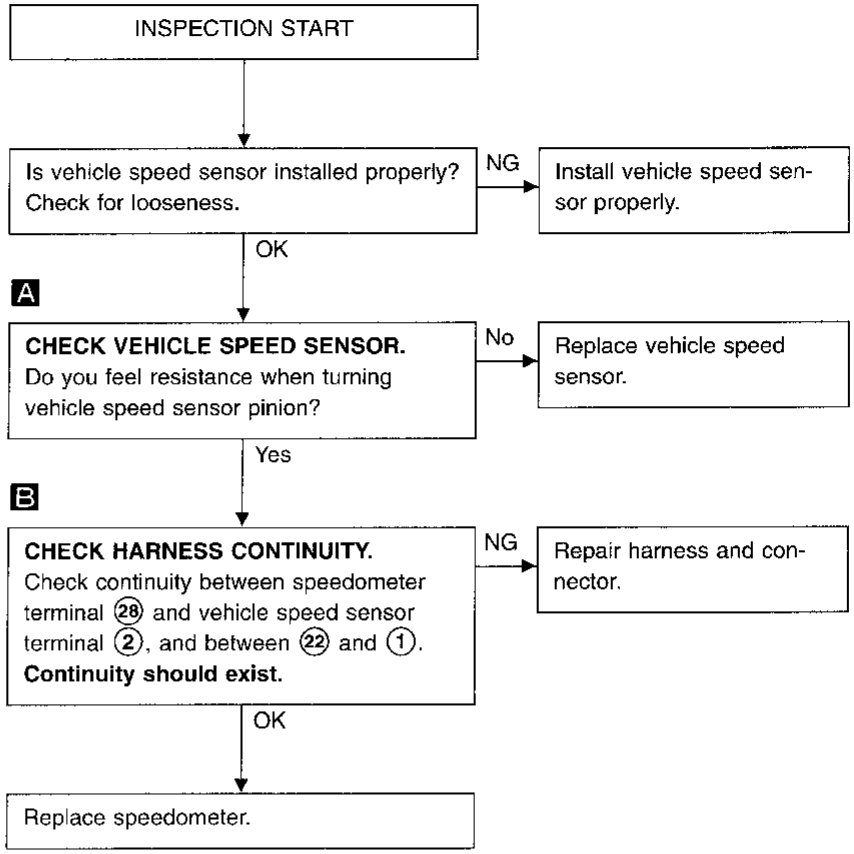 INSPECTION START
Is vehicle speed sensor installed properly?
Check for looseness.
NG
Install vehicle speed sen-
sor properly.
OK
A
CHECK VEHICLE SPEED SENSOR.
Do you feel resistance when turning
vehicle speed sensor pinion?
No
Replace vehicle speed
sensor.
Yes
B
CHECK HARNESS CONTINUITY.
Check continuity between speedometer
terminal 28 and vehicle speed sensor
terminal 2, and between 22 and 1.
Continuity should exist.
NG
Repair harness and con-
nector.
OK
Replace speedometer.